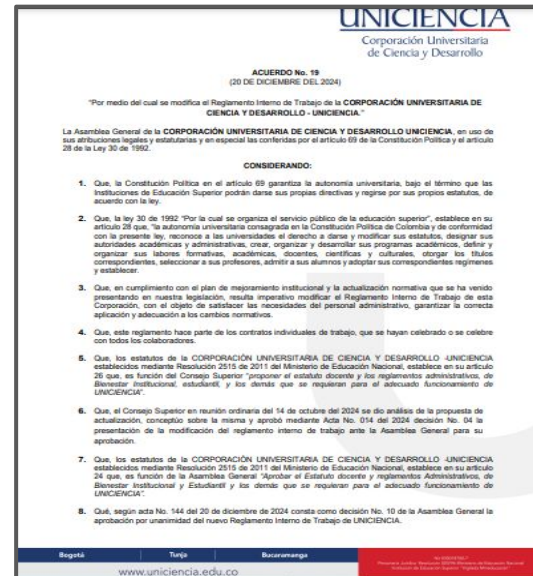 UNICIENCIA
Corporación Universitaria
de Ciencia y Desarrollo
ACUERDO No. 19
(20 DE DICIEMBRE DEL 2024)
"Por medio del cual se modifica el Reglamento Interno de Trabajo de la CORPORACIÓN UNIVERSITARIA DE
CIENCIA Y DESARROLLO - UNICIENCIA."
La Asamblea General de la CORPORACIÓN UNIVERSITARIA DE CIENCIA Y DESARROLLO UNICIENCIA, en uso de
sus atribuciones legales y estatutarias y en especial las conferidas por el artículo 69 de la Constitución Política y el artículo
28 de la Ley 30 de 1992.
CONSIDERANDO:
1. Que, la Constitución Política en el artículo 69 garantiza la autonomía universitaria, bajo el término que las
Instituciones de Educación Superior podrán darse sus propias directivas y regirse por sus propios estatutos, de
acuerdo con la ley.
2. Que, la ley 30 de 1992 "Por la cual se organiza el servicio público de la educación superior", establece en su
artículo 28 que, "la autonomía universitaria consagrada en la Constitución Política de Colombia y de conformidad
con la presente ley, reconoce a las universidades el derecho a darse y modificar sus estatutos, designar sus
autoridades académicas y administrativas, crear, organizar y desarrollar sus programas académicos, definir y
organizar sus labores formativas, académicas, docentes, científicas y culturales, otorgar los títulos
correspondientes, seleccionar a sus profesores, admitir a sus alumnos y adoptar sus correspondientes regímenes
y establecer.
3. Que, en cumplimiento con el plan de mejoramiento institucional y la actualización normativa que se ha venido
presentando en nuestra legislación, resulta imperativo modificar el Reglamento Interno de Trabajo de esta
Corporación, con el objeto de satisfacer las necesidades del personal administrativo, garantizar la correcta
aplicación y adecuación a los cambios normativos.
4. Que, este reglamento hace parte de los contratos individuales de trabajo, que se hayan celebrado o se celebre
con todos los colaboradores.
5. Que, los estatutos de la CORPORACIÓN UNIVERSITARIA DE CIENCIA Y DESARROLLO -UNICIENCIA
establecidos mediante Resolución 2515 de 2011 del Ministerio de Educación Nacional, establece en su artículo
26 que, es función del Consejo Superior "proponer el estatuto docente y los reglamentos administrativos, de
Bienestar Institucional, estudiantil, y los demás que se requieran para el adecuado funcionamiento de
UNICIENCIA".
6. Que, el Consejo Superior en reunión ordinaria del 14 de octubre del 2024 se dio análisis de la propuesta de
actualización, conceptúo sobre la misma y aprobó mediante Acta No. 014 del 2024 decisión No. 04 la
presentación de la modificación del reglamento interno de trabajo ante la Asamblea General para su
aprobación.
7. Que, los estatutos de la CORPORACIÓN UNIVERSITARIA DE CIENCIA Y DESARROLLO -UNICIENCIA
establecidos mediante Resolución 2515 de 2011 del Ministerio de Educación Nacional, establece en su artículo
24 que, es función de la Asamblea General "Aprobar el Estatuto docente y reglamentos Administrativos, de
Bienestar Institucional y Estudiantil y los demás que se requieran para el adecuado funcionamiento de
UNICIENCIA".
8. Qué, según acta No. 144 del 20 de diciembre de 2024 consta como decisión No. 10 de la Asamblea General la
aprobación por unanimidad del nuevo Reglamento Interno de Trabajo de UNICIENCIA.
Bogotá Tunja Bucaramanga
www.uniciencia.edu.co